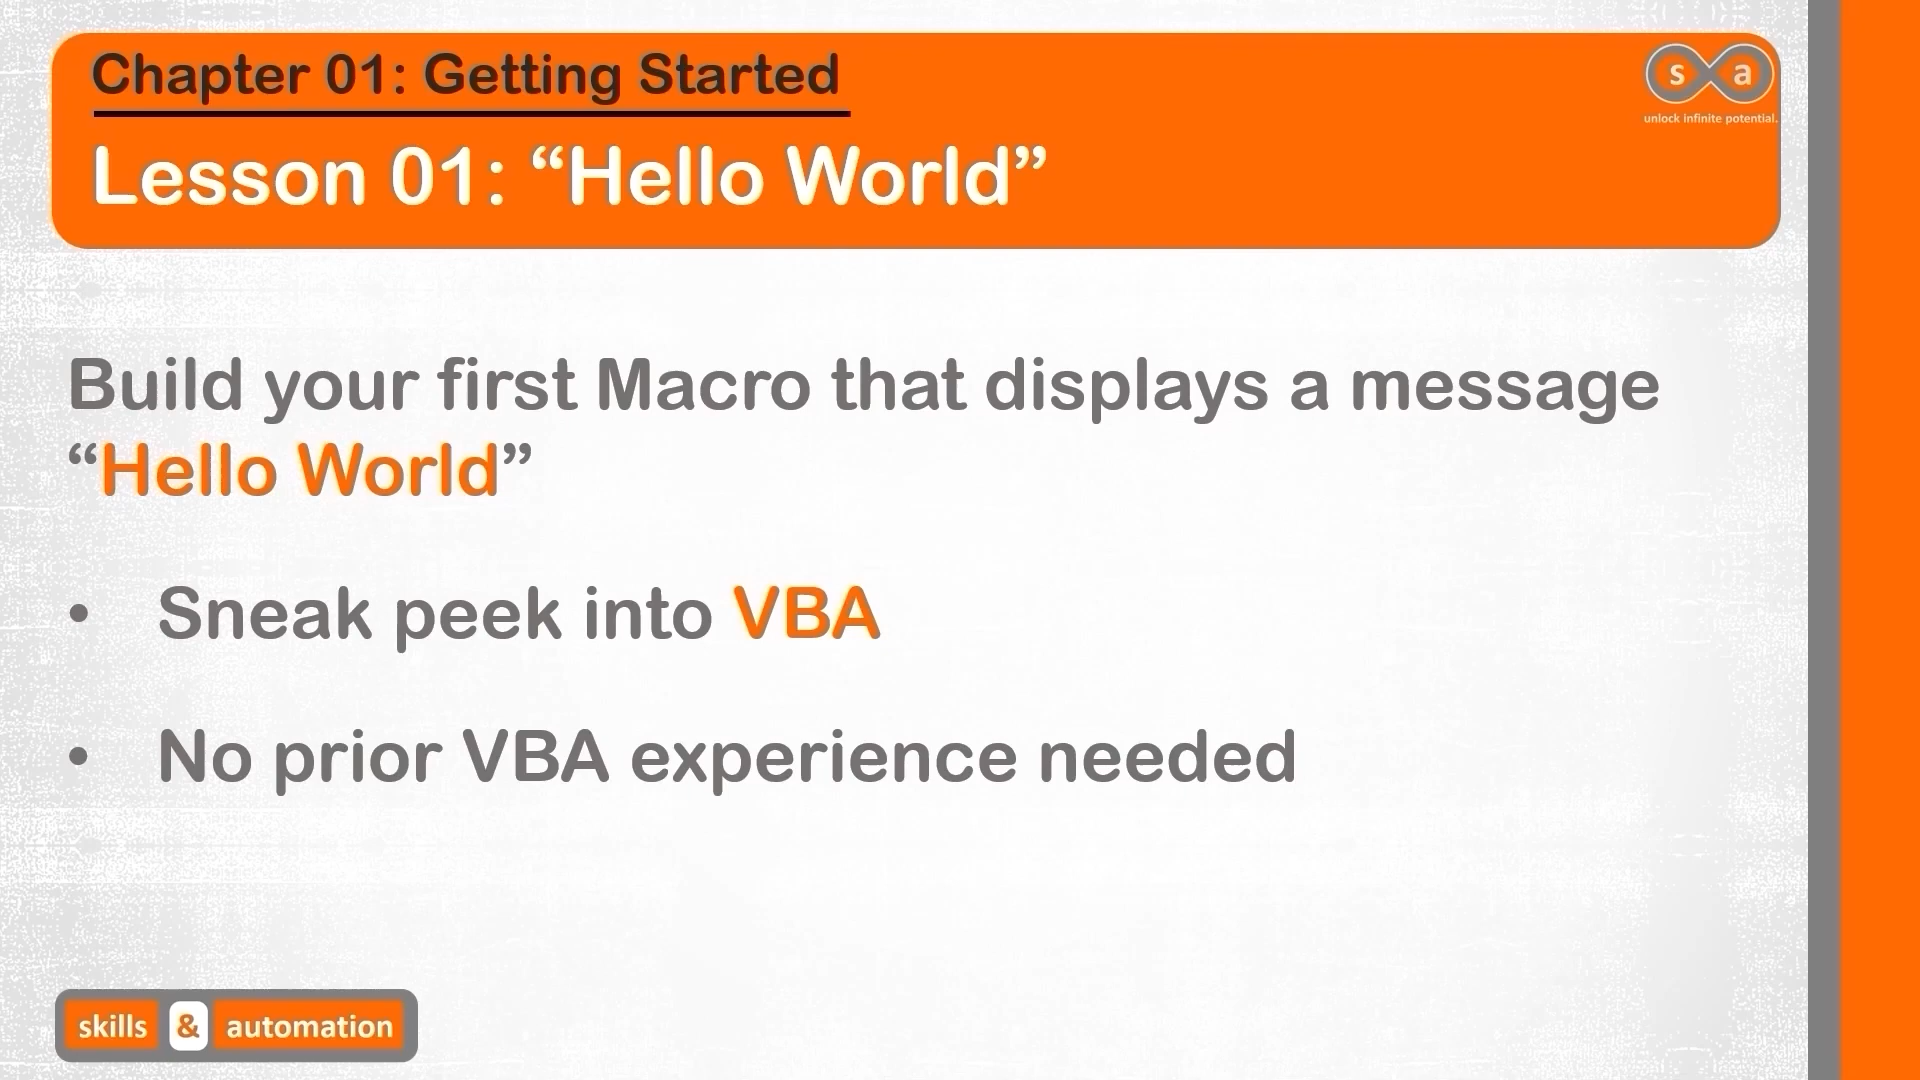 Chapter 01: Getting Started
s a
unlock infinite potential.
Lesson 01: “Hello World”
Build your first Macro that displays a message
“Hello World”
• Sneak peek into VBA
• No prior VBA experience needed
skills & automation